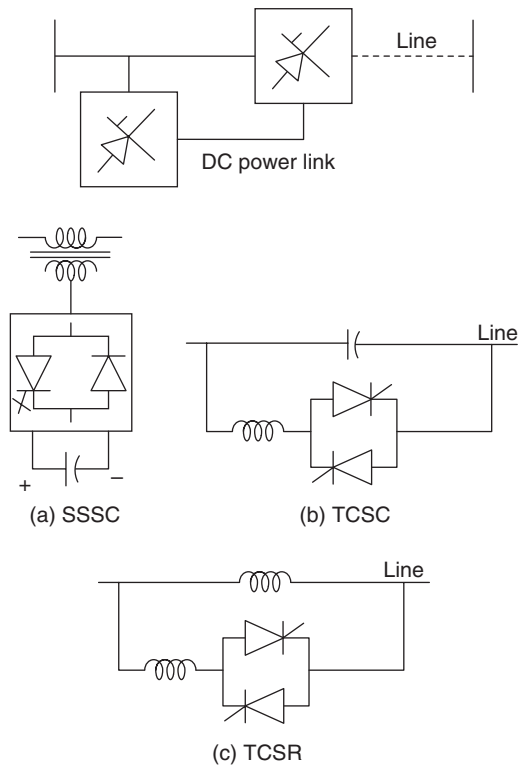 Line
DC power link
Line
+
–
(a) SSSC
(b) TCSC
Line
(c) TCSR